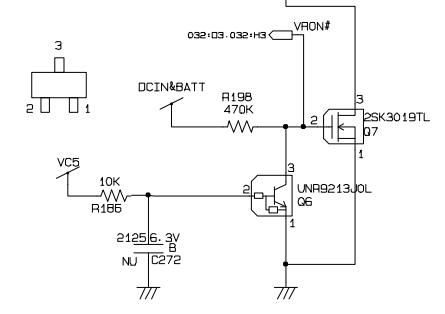 032:D3.032:H3
VRON#
3
2
1
DCIN&BATT
R198
470K
3
2
1
2SK3019TL
Q7
VC5
10K
R186
3
2
1
UNR9213J0L
Q6
2125 6.3V
B
NU
C272